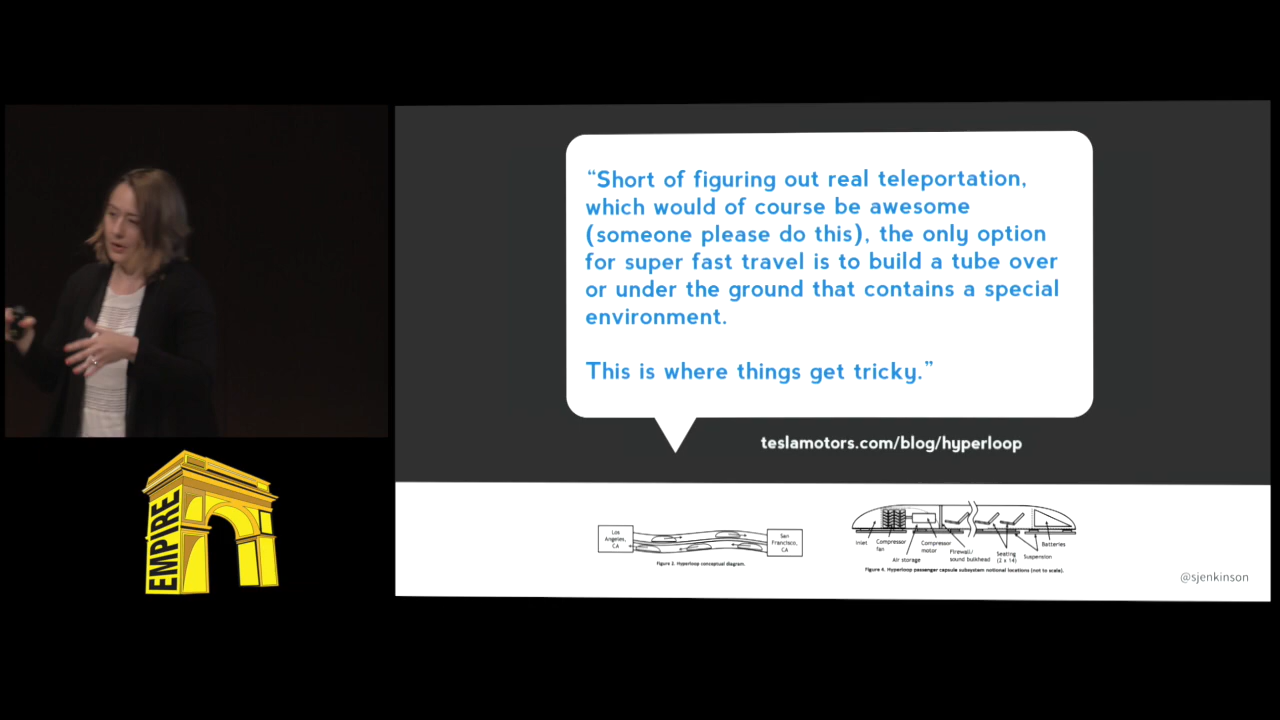 “Short of figuring out real teleportation,
which would of course be awesome
(someone please do this), the only option
for super fast travel is to build a tube over
or under the ground that contains a special
environment.
This is where things get tricky.”
teslamotors.com/blog/hyperloop
EMPIRE
Los
Angeles,
CA
San
Francisco,
CA
Figure 2. Hyperloop conceptual diagram.
Inlet
Compressor
fan
Air storage
Compressor
motor
Firewall/
sound bulkhead
Seating
(2 x 14)
Suspension
Batteries
Figure 4. Hyperloop passenger capsule subsystem notional locations (not to scale).
@sjenkinson